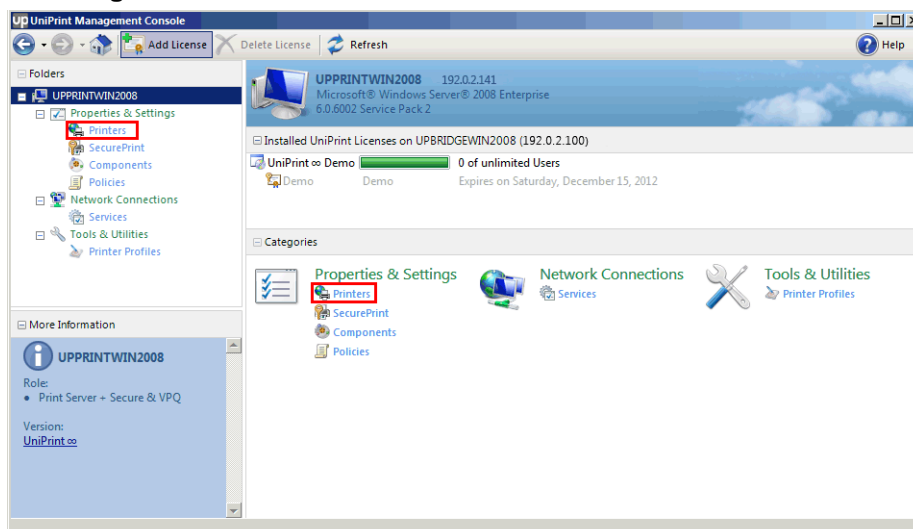 UniPrint Management Console
Add License
Delete License
Refresh
Help
Folders
UPPRINTWIN2008
Properties & Settings
Printers
SecurePrint
Components
Policies
Network Connections
Services
Tools & Utilities
Printer Profiles
More Information
UPPRINTWIN2008
Role:
• Print Server + Secure & VPQ
Version:
UniPrint ∞
UPPRINTWIN2008 192.0.2.141
Microsoft® Windows Server® 2008 Enterprise
6.0.6002 Service Pack 2
Installed UniPrint Licenses on UPBRIDGEWIN2008 (192.0.2.100)
UniPrint ∞ Demo 0 of unlimited Users
Demo Demo Expires on Saturday, December 15, 2012
Categories
Properties & Settings
Printers
SecurePrint
Components
Policies
Network Connections
Services
Tools & Utilities
Printer Profiles